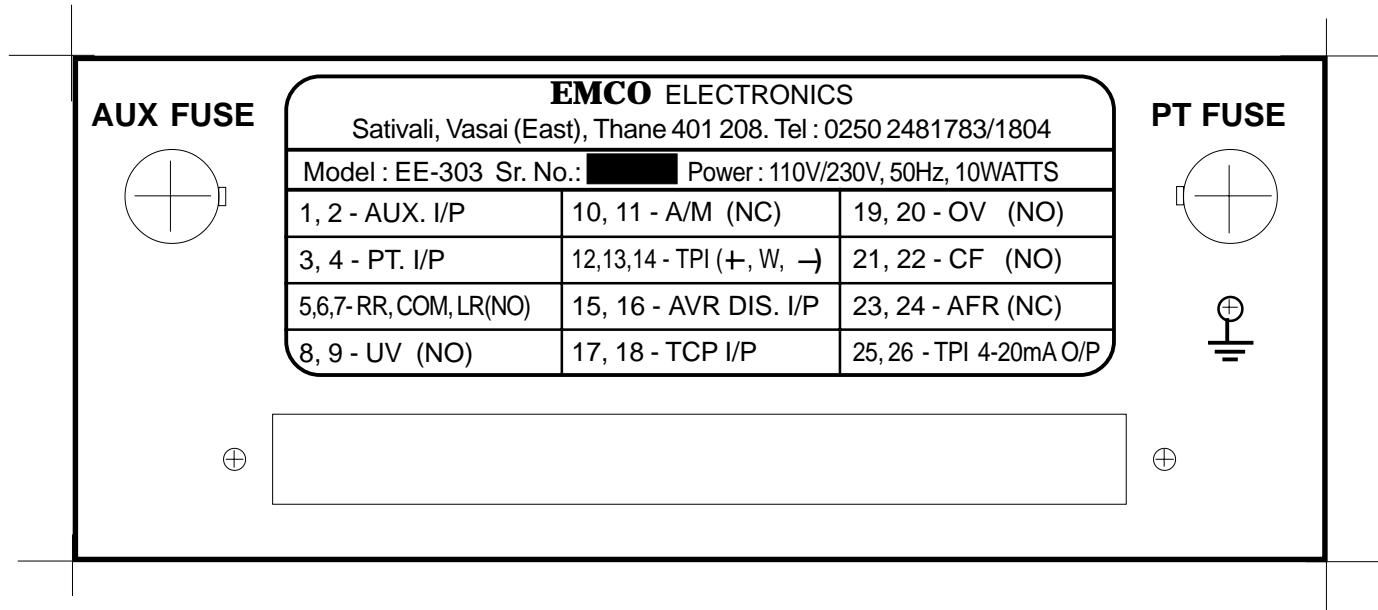 AUX FUSE
EMCO ELECTRONICS
Sativali, Vasai (East), Thane 401 208. Tel : 0250 2481783/1804
PT FUSE
Model : EE-303 Sr. No.: Power : 110V/230V, 50Hz, 10WATTS
1, 2 - AUX. I/P
10, 11 - A/M (NC)
19, 20 - OV (NO)
3, 4 - PT. I/P
12,13,14 - TPI (+, W, –)
21, 22 - CF (NO)
5,6,7- RR, COM, LR(NO)
15, 16 - AVR DIS. I/P
23, 24 - AFR (NC)
8, 9 - UV (NO)
17, 18 - TCP I/P
25, 26 - TPI 4-20mA O/P